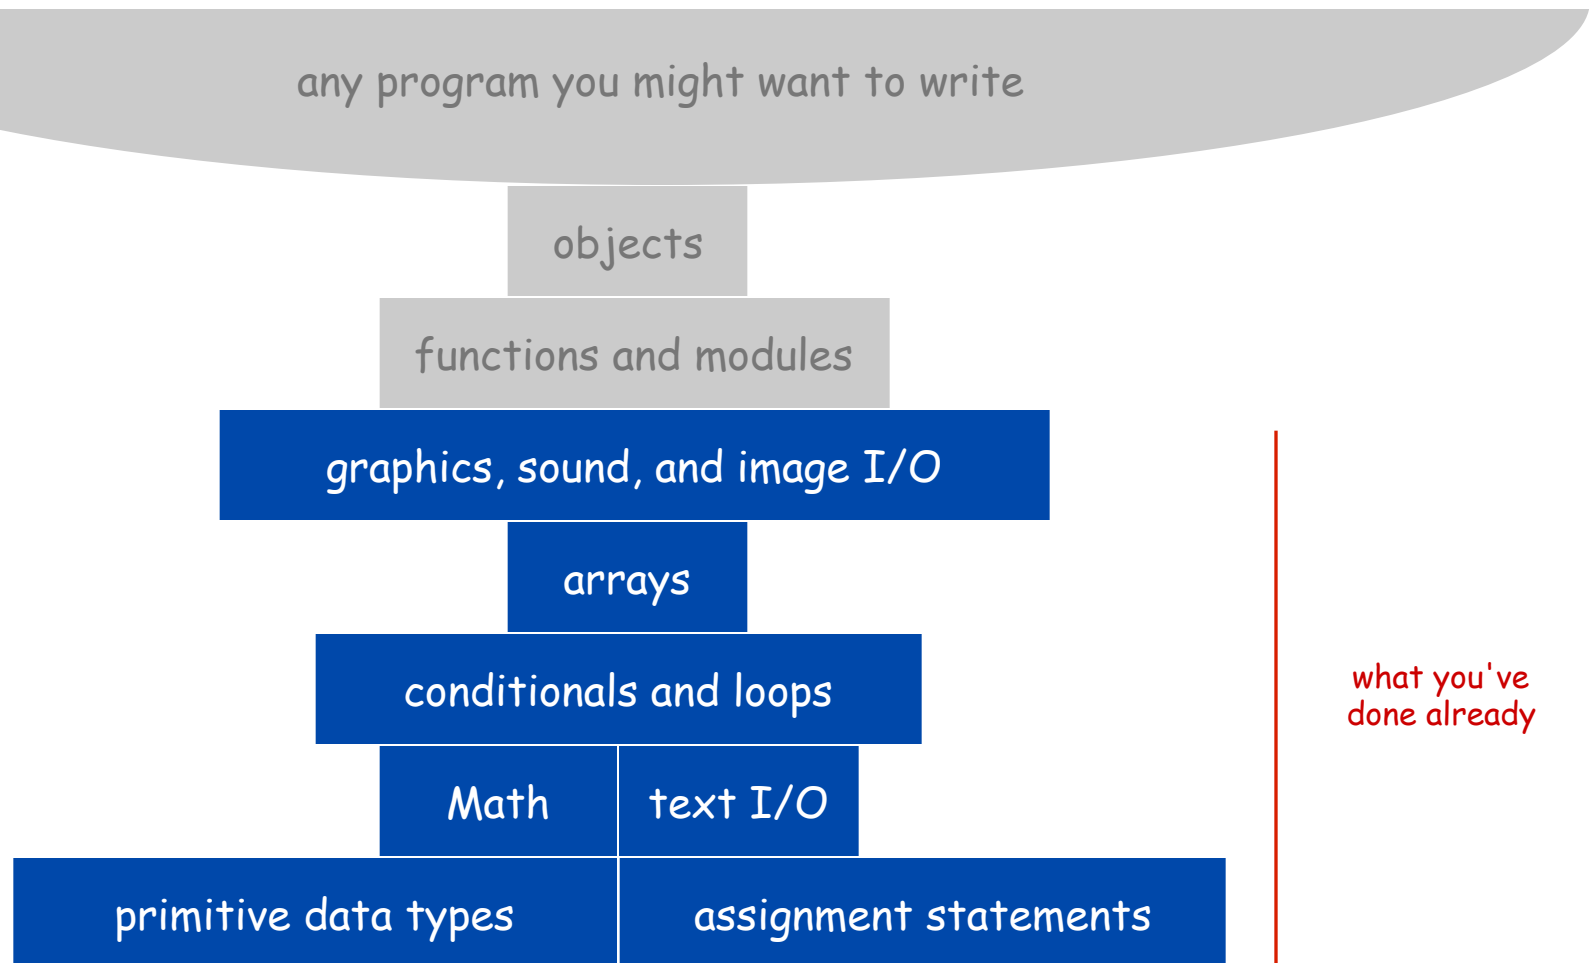 any program you might want to write
objects
functions and modules
graphics, sound, and image I/O
arrays
conditionals and loops
what you've
done already
Math
text I/O
primitive data types
assignment statements